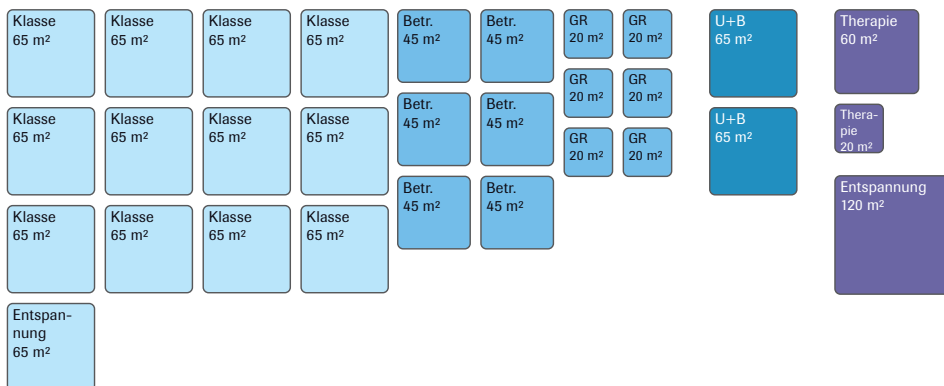 Klasse
65 m²
Klasse
65 m²
Klasse
65 m²
Klasse
65 m²
Betr.
45 m²
Betr.
45 m²
GR
20 m²
GR
20 m²
U+B
65 m²
Therapie
60 m²
GR
20 m²
GR
20 m²
Betr.
45 m²
Betr.
45 m²
Klasse
65 m²
Klasse
65 m²
Klasse
65 m²
Klasse
65 m²
U+B
65 m²
Thera-
pie
20 m²
GR
20 m²
GR
20 m²
Betr.
45 m²
Betr.
45 m²
Entspannung
120 m²
Klasse
65 m²
Klasse
65 m²
Klasse
65 m²
Klasse
65 m²
Entspan-
nung
65 m²